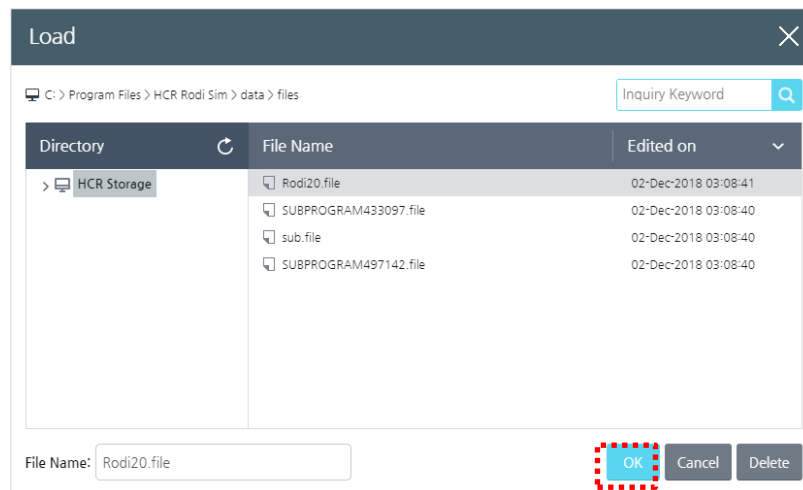 Load
C: > Program Files > HCR Rodi Sim > data > files
Inquiry Keyword
Directory File Name Edited on
HCR Storage
Rodi20.file 02-Dec-2018 03:08:41
SUBPROGRAM433097.file 02-Dec-2018 03:08:40
sub.file 02-Dec-2018 03:08:40
SUBPROGRAM497142.file 02-Dec-2018 03:08:40
File Name: Rodi20.file OK Cancel Delete